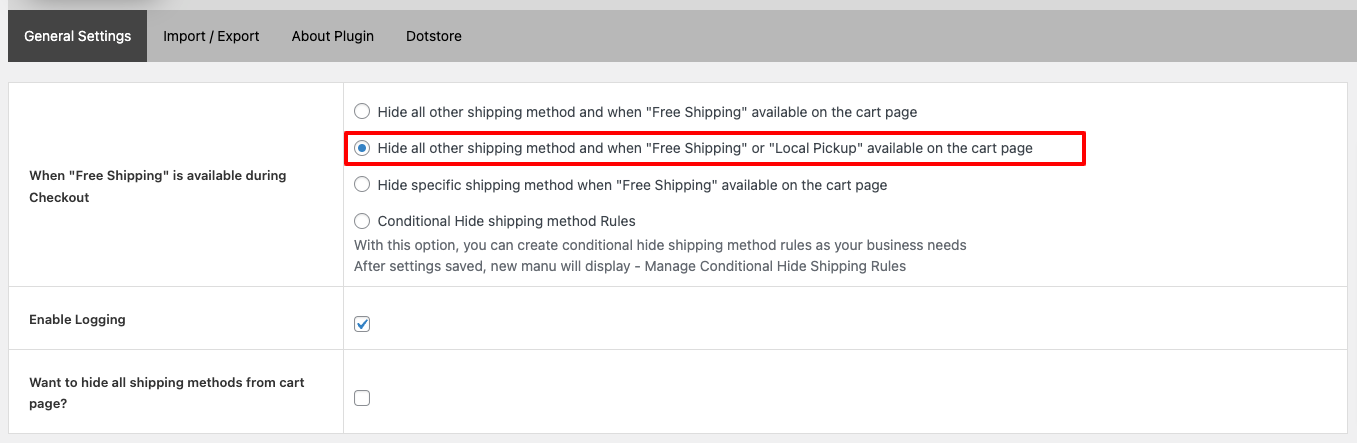 General Settings
Import / Export
About Plugin
Dotstore
When "Free Shipping" is available during
Checkout
Hide all other shipping method and when "Free Shipping" available on the cart page
Hide all other shipping method and when "Free Shipping" or "Local Pickup" available on the cart page
Hide specific shipping method when "Free Shipping" available on the cart page
Conditional Hide shipping method Rules
With this option, you can create conditional hide shipping method rules as your business needs
After settings saved, new manu will display - Manage Conditional Hide Shipping Rules
Enable Logging
Want to hide all shipping methods from cart
page?